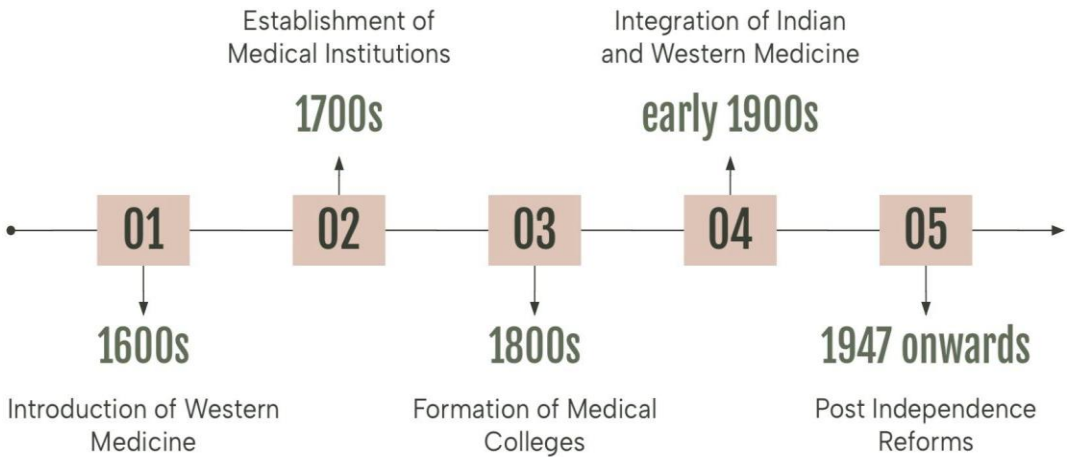 Establishment of
Medical Institutions
1700s
Integration of Indian
and Western Medicine
early 1900s
01
02
03
04
05
1600s
Introduction of Western
Medicine
1800s
Formation of Medical
Colleges
1947 onwards
Post Independence
Reforms